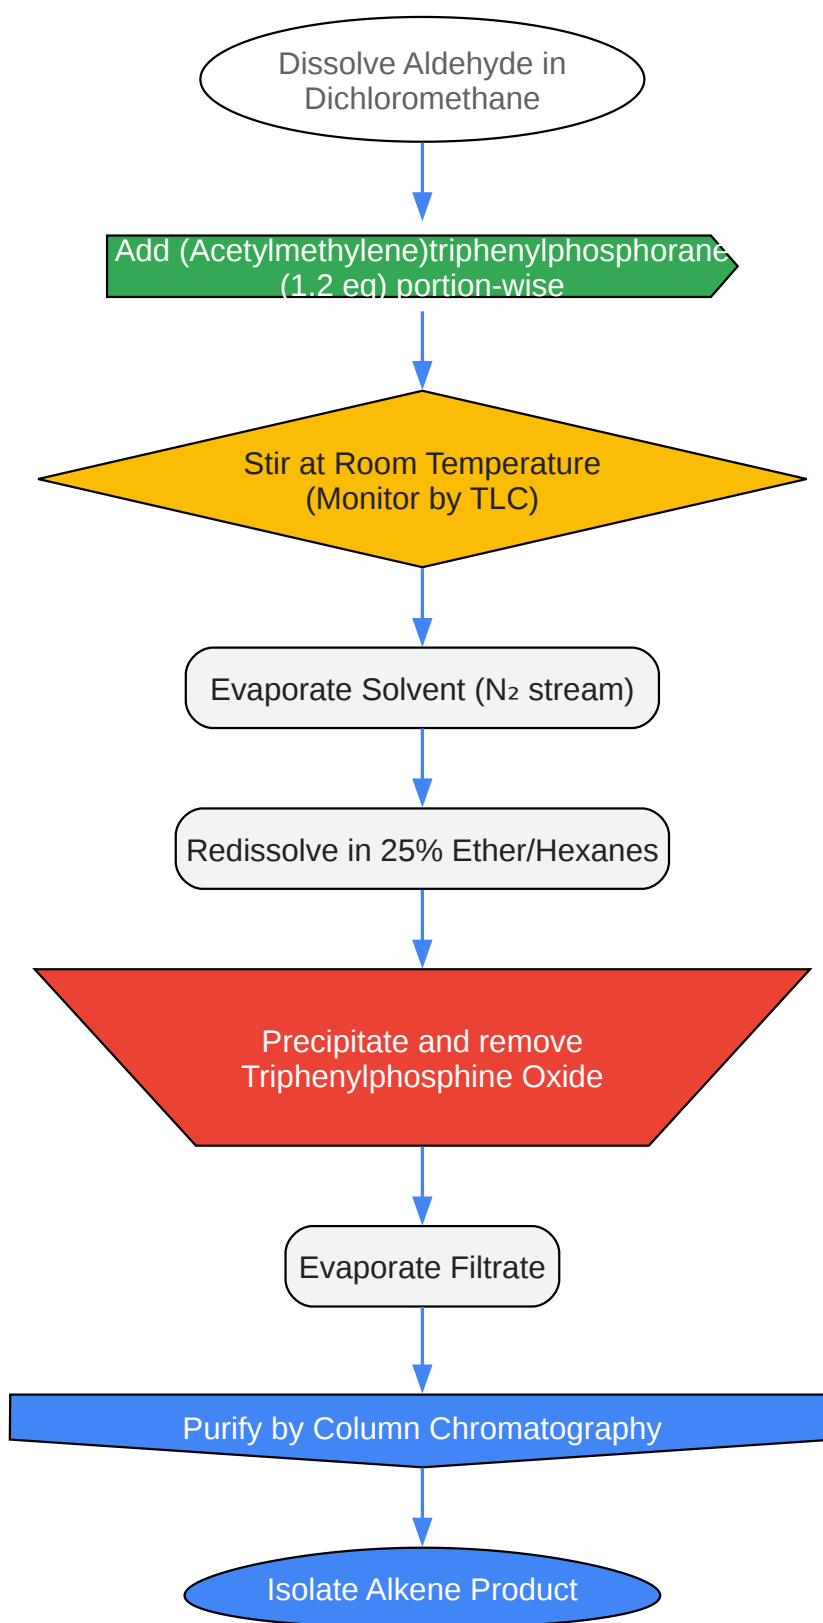 Dissolve Aldehyde in
Dichloromethane
Add (Acetylmethylene)triphenylphosphorane
(1.2 eq) portion-wise
Stir at Room Temperature
(Monitor by TLC)
Evaporate Solvent (N₂ stream)
Redissolve in 25% Ether/Hexanes
Precipitate and remove
Triphenylphosphine Oxide
Evaporate Filtrate
Purify by Column Chromatography
Isolate Alkene Product